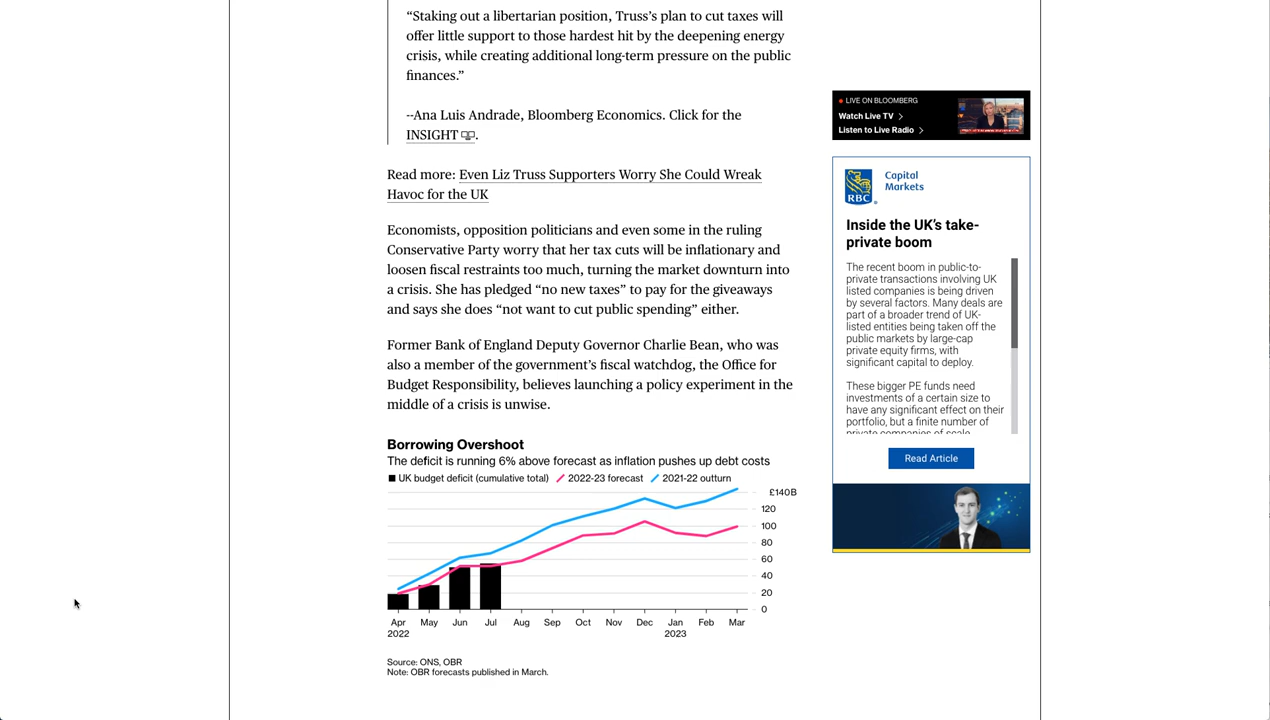 “Staking out a libertarian position, Truss’s plan to cut taxes will
offer little support to those hardest hit by the deepening energy
crisis, while creating additional long-term pressure on the public
finances.”
--Ana Luis Andrade, Bloomberg Economics. Click for the
INSIGHT.
Read more: Even Liz Truss Supporters Worry She Could Wreak
Havoc for the UK
Economists, opposition politicians and even some in the ruling
Conservative Party worry that her tax cuts will be inflationary and
loosen fiscal restraints too much, turning the market downturn into
a crisis. She has pledged “no new taxes” to pay for the giveaways
and says she does “not want to cut public spending” either.
Former Bank of England Deputy Governor Charlie Bean, who was
also a member of the government’s fiscal watchdog, the Office for
Budget Responsibility, believes launching a policy experiment in the
middle of a crisis is unwise.
Borrowing Overshoot
The deficit is running 6% above forecast as inflation pushes up debt costs
UK budget deficit (cumulative total) 2022-23 forecast 2021-22 outturn
£140B
120
100
80
60
40
20
0
Apr May Jun Jul Aug Sep Oct Nov Dec Jan Feb Mar
2022 2023
Source: ONS, OBR
Note: OBR forecasts published in March.
LIVE ON BLOOMBERG
Watch Live TV
Listen to Live Radio
RBC
Capital
Markets
Inside the UK’s take-
private boom
The recent boom in public-to-
private transactions involving UK
listed companies is being driven
by several factors. Many deals are
part of a broader trend of UK-
listed entities being taken off the
public markets by large-cap
private equity firms, with
significant capital to deploy.
These bigger PE funds need
investments of a certain size to
have any significant effect on their
portfolio, but a finite number of
private companies of scale
Read Article